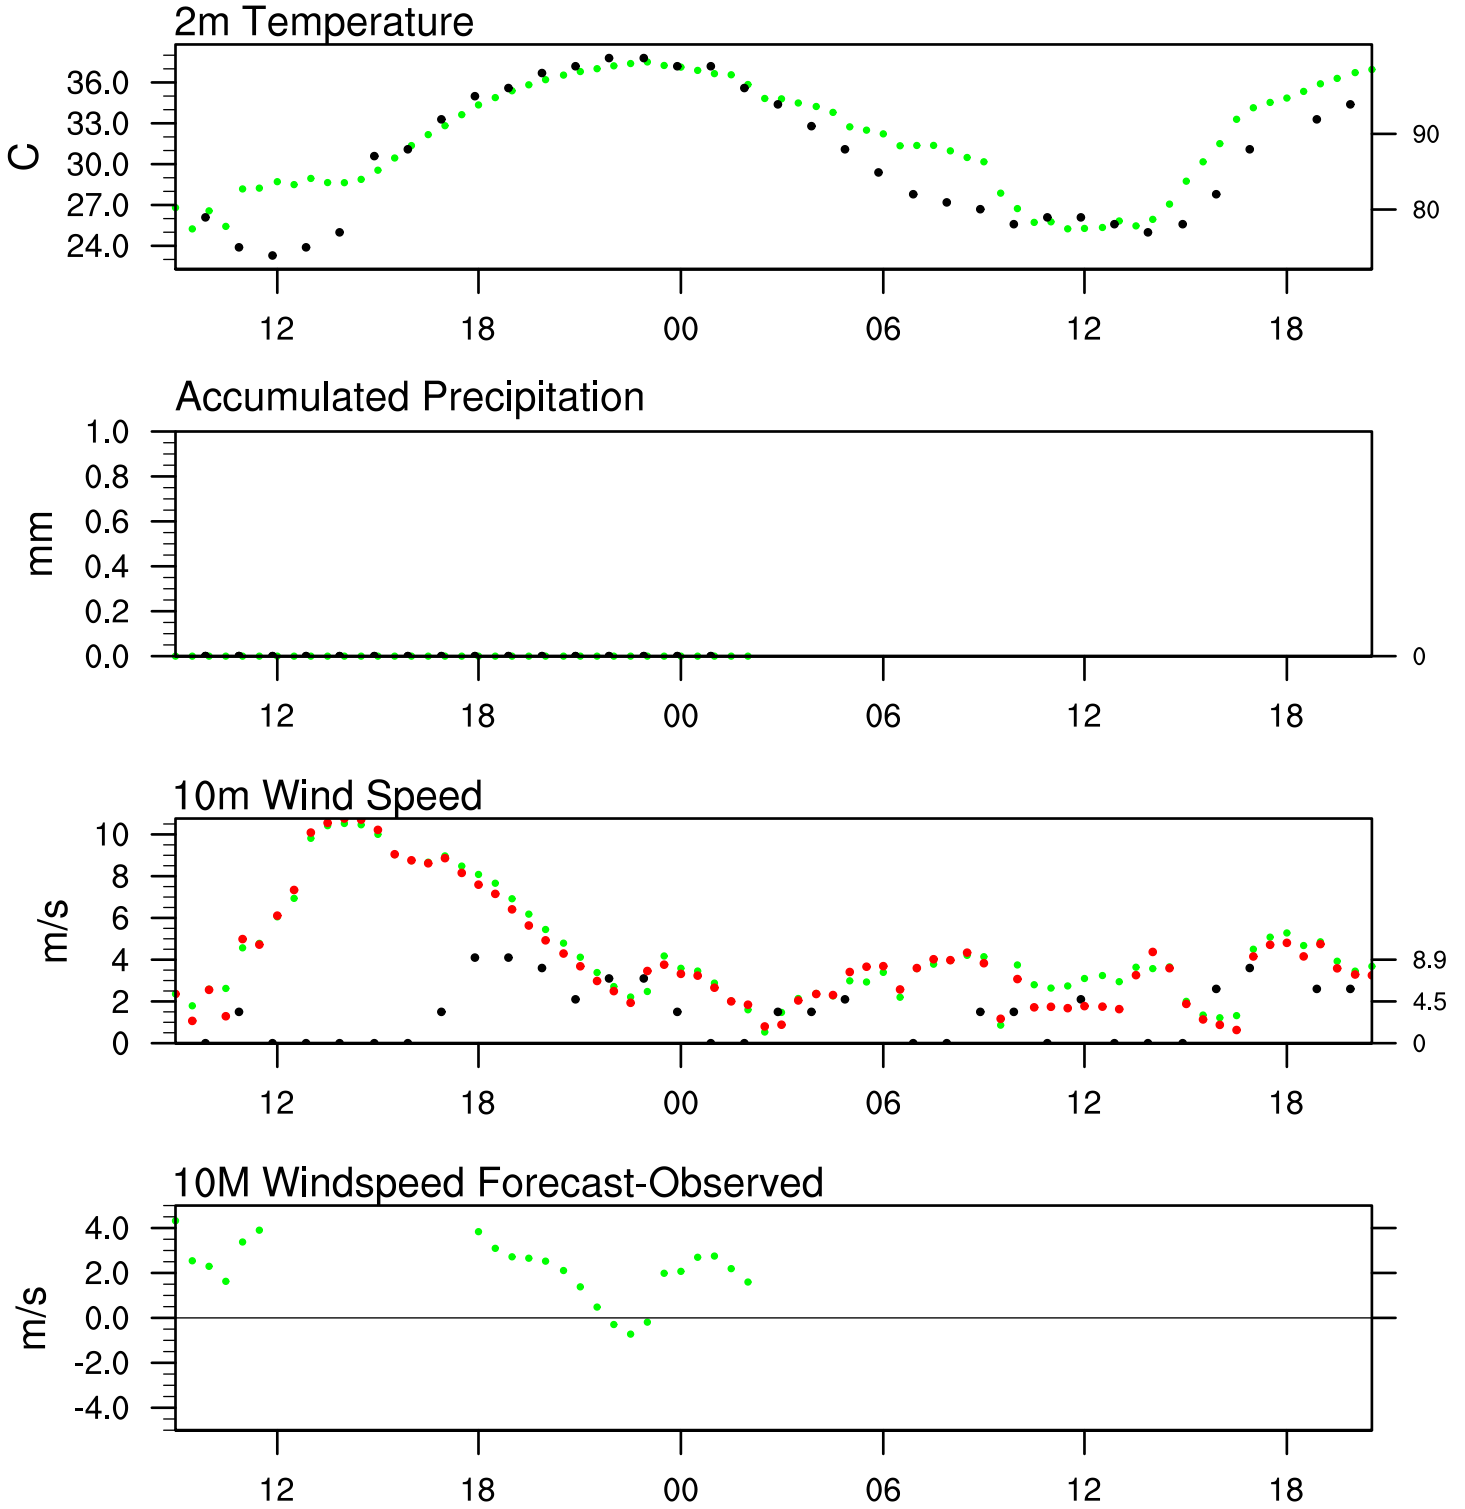 2m Temperature
36.0
33.0
30.0
27.0
24.0
C
90
80
12 18 00 06 12 18
Accumulated Precipitation
1.0
0.8
0.6
0.4
0.2
0.0
mm
0
12 18 00 06 12 18
10m Wind Speed
10
8
6
4
2
0
m/s
8.9
4.5
0
12 18 00 06 12 18
10M Windspeed Forecast-Observed
4.0
2.0
0.0
-2.0
-4.0
m/s
12 18 00 06 12 18